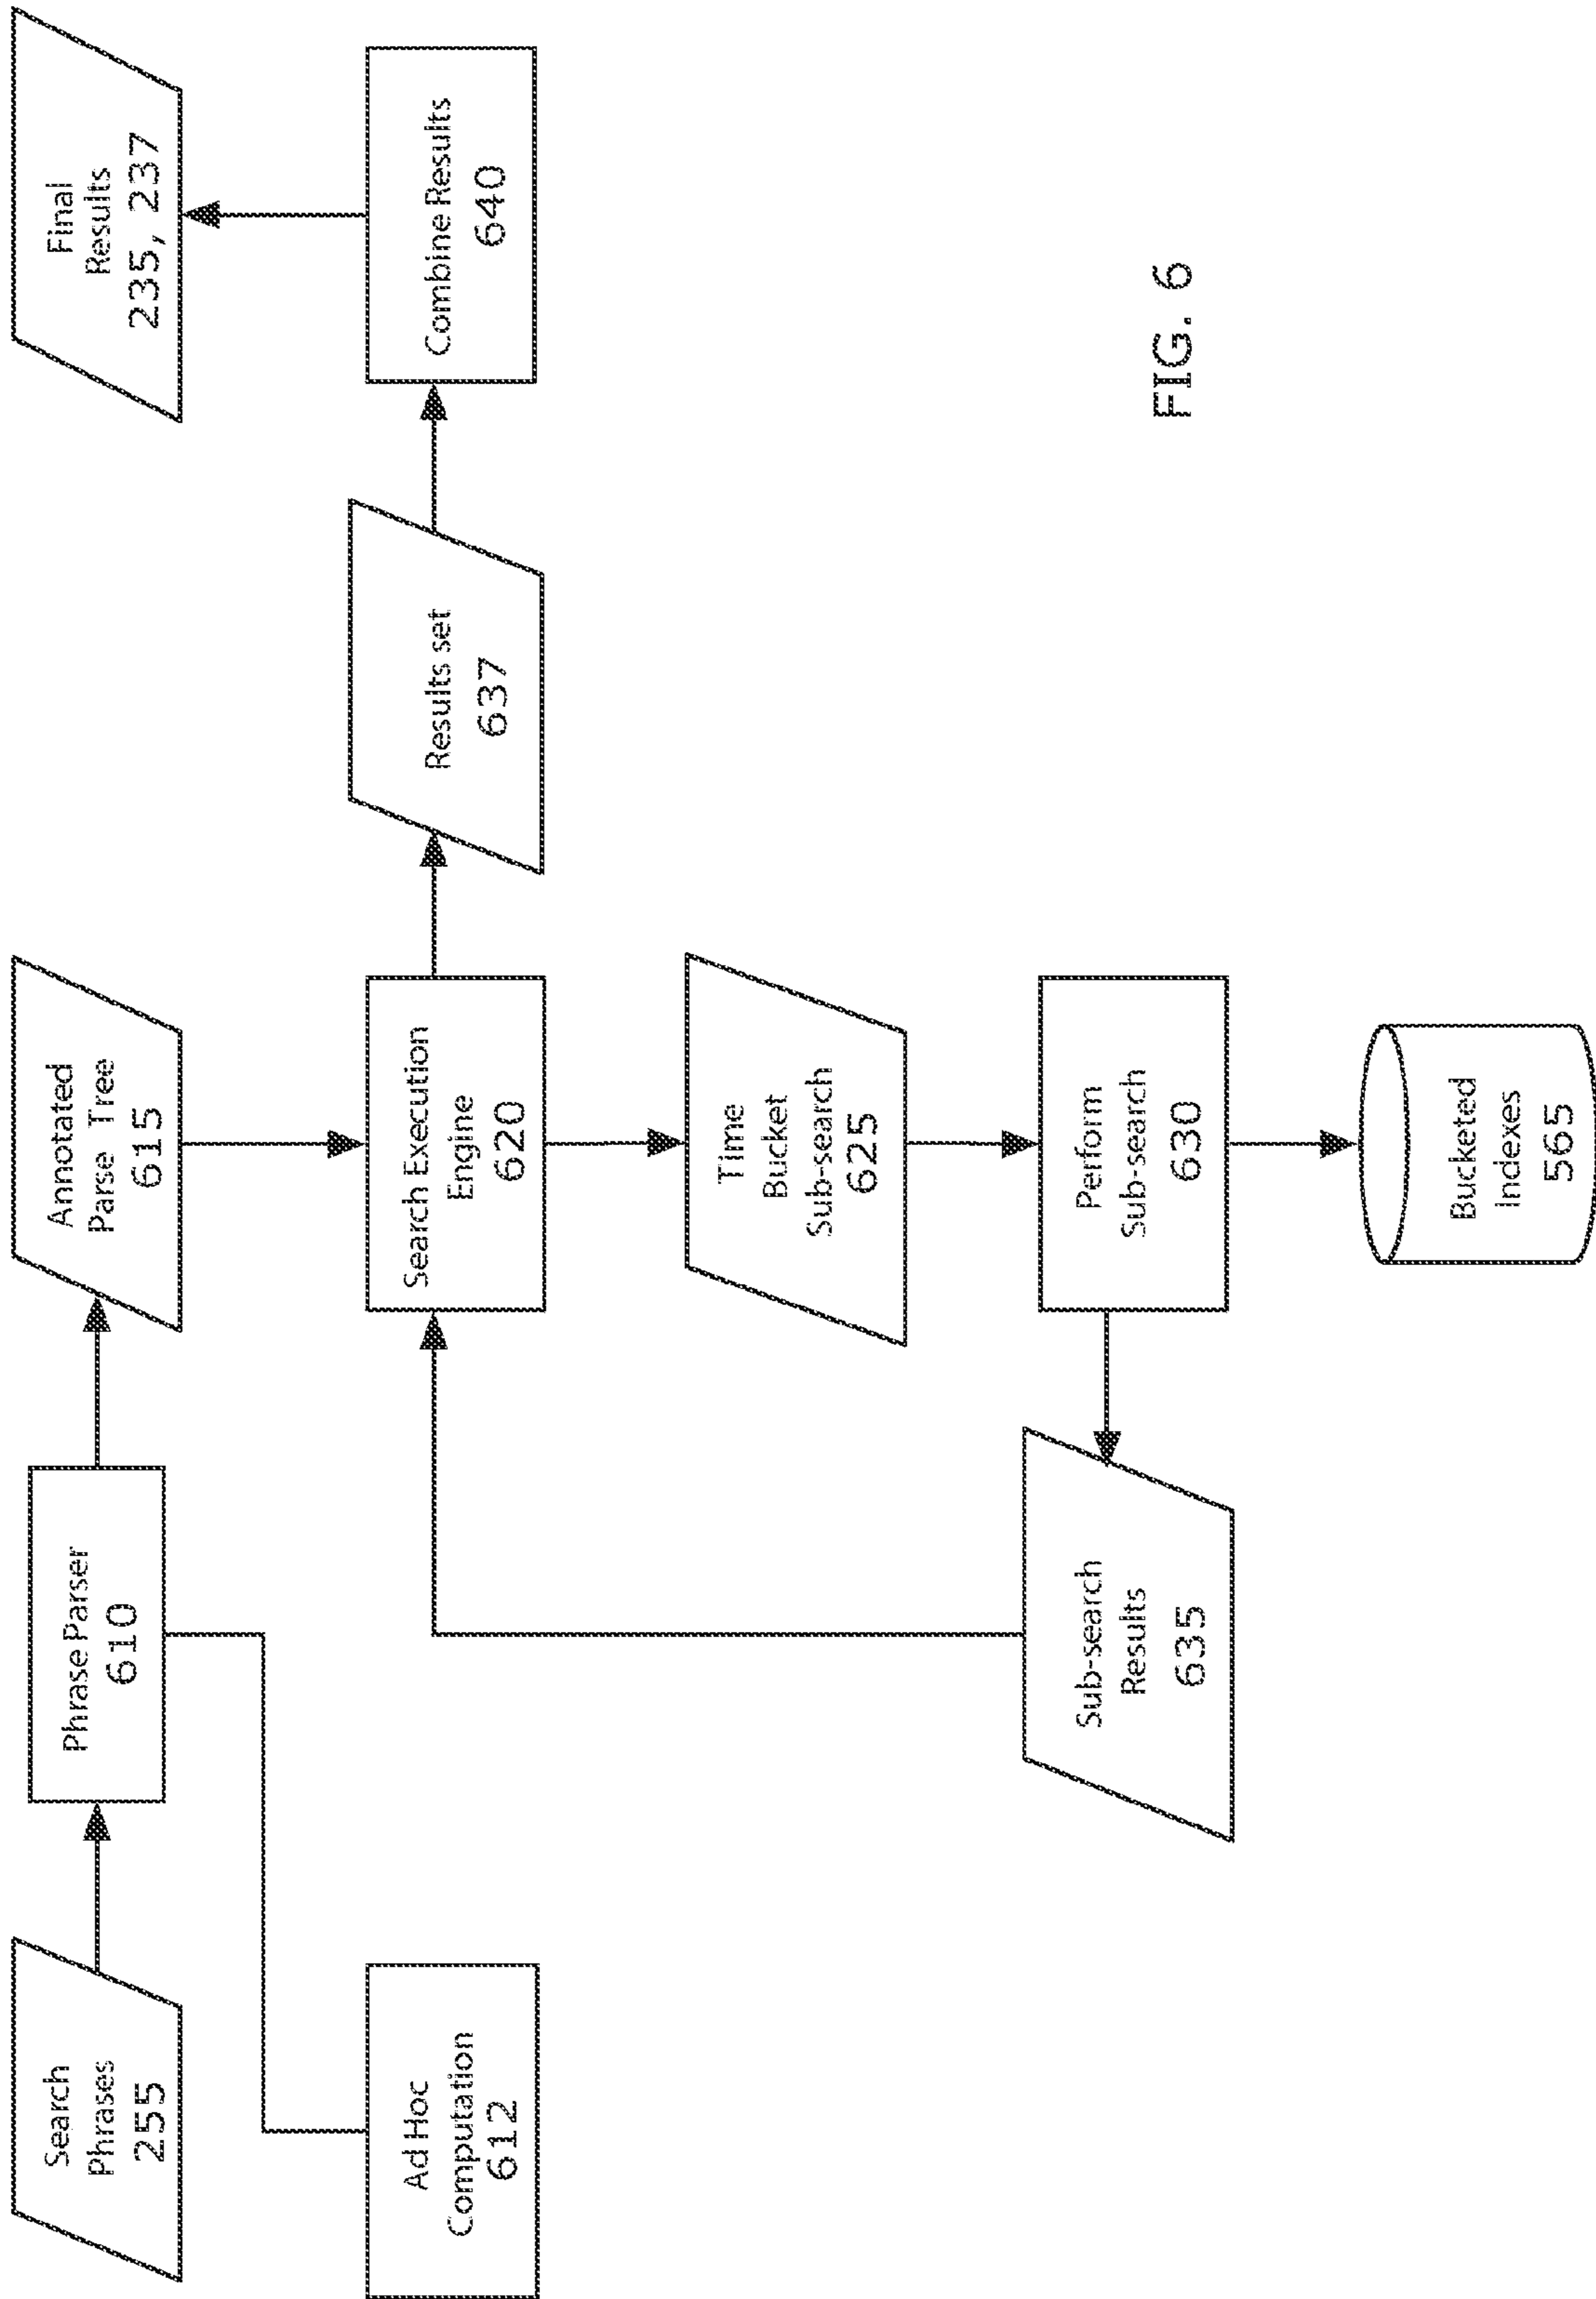 Search
Phrases
255
Phrase Parser
610
Annotated
Parse Tree
615
Final
Results
235, 237
Ad Hoc
Computation
612
Search Execution
Engine
620
Results set
637
Combine Results
640
Time
Bucket
Sub-search
625
Sub-search
Results
635
Perform
Sub-search
630
Bucketed
Indexes
565
FIG. 6